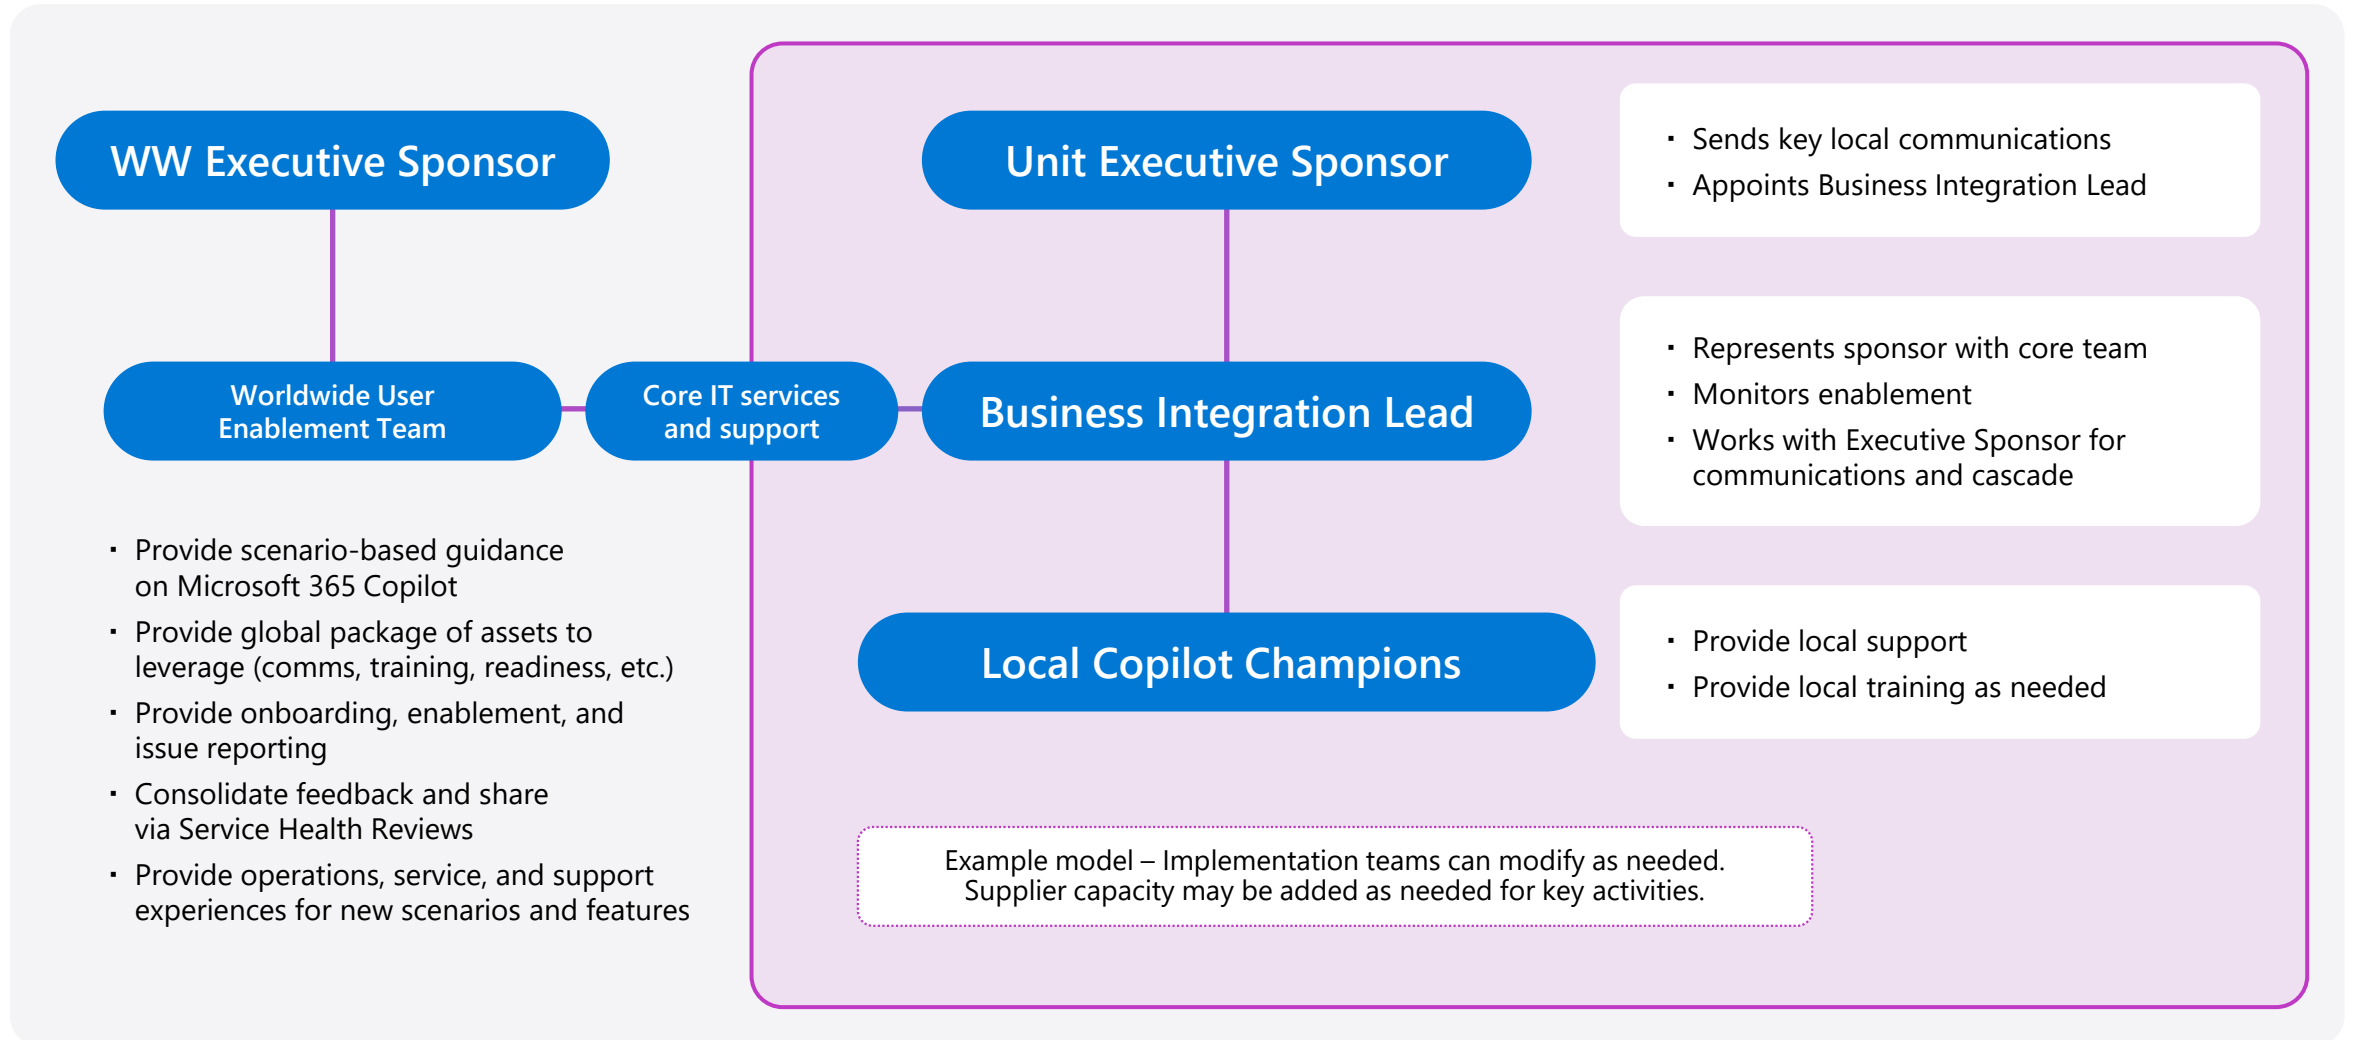 WW Executive Sponsor
Worldwide User
Enablement Team
Core IT services
and support
▪ Provide scenario-based guidance
on Microsoft 365 Copilot
▪ Provide global package of assets to
leverage (comms, training, readiness, etc.)
▪ Provide onboarding, enablement, and
issue reporting
▪ Consolidate feedback and share
via Service Health Reviews
▪ Provide operations, service, and support
experiences for new scenarios and features
Unit Executive Sponsor
▪ Sends key local communications
▪ Appoints Business Integration Lead
Business Integration Lead
▪ Represents sponsor with core team
▪ Monitors enablement
▪ Works with Executive Sponsor for
communications and cascade
Local Copilot Champions
▪ Provide local support
▪ Provide local training as needed
Example model – Implementation teams can modify as needed.
Supplier capacity may be added as needed for key activities.